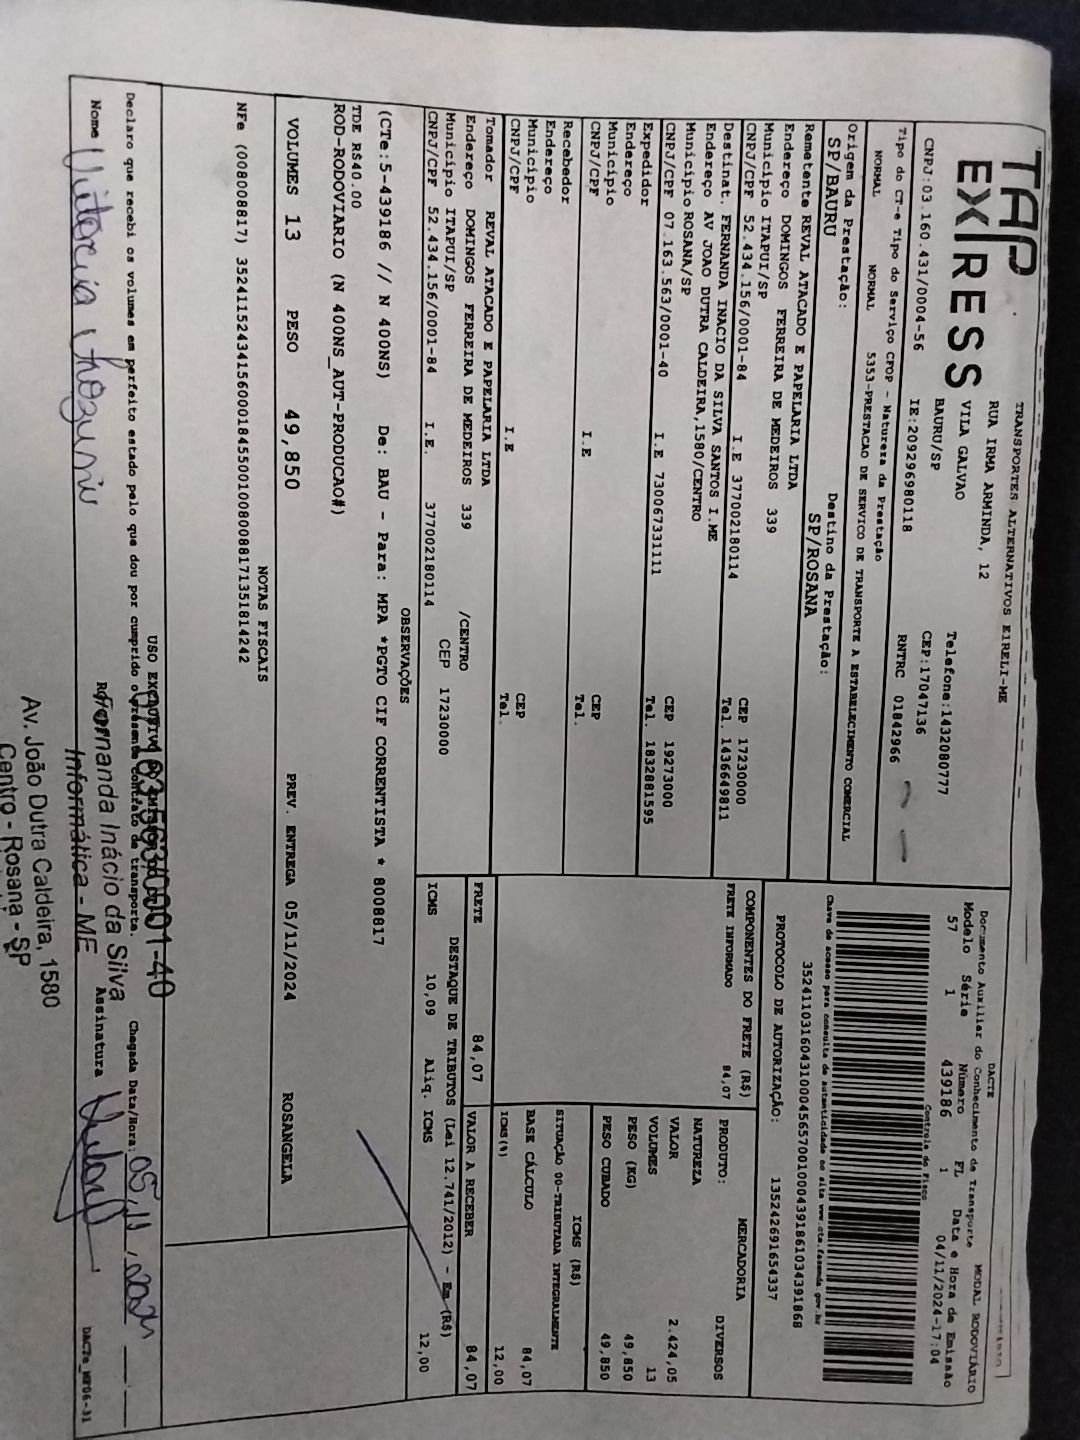 TAP EXPRESS
TRANSPORTES ALTERNATIVOS EIRELI-ME
RUA IRMA ARMINDA, 12
VILA GALVAO
BAURU/SP
Telefone:1432080777
CEP:17047136
CNPJ:03.160.431/0004-56 IE:209296980118 RNTRC 01842966
Tipo do CT-e Tipo do Serviço CFOP - Natureza da Prestação
NORMAL NORMAL 5353-PRESTACAO DE SERVICO DE TRANSPORTE A ESTABELECIMENTO COMERCIAL
Origem da Prestação: Destino da Prestação:
SP/BAURU SP/ROSANA
Remetente REVAL ATACADO E PAPELARIA LTDA
Endereço DOMINGOS FERREIRA DE MEDEIROS 339
Município ITAPUI/SP CEP 17230000
CNPJ/CPF 52.434.156/0001-84 I.E 377002180114 Tel. 1436649811
Destinat. FERNANDA INACIO DA SILVA SANTOS I.ME
Endereço AV JOAO DUTRA CALDEIRA,1580/CENTRO
Município ROSANA/SP CEP 19273000
CNPJ/CPF 07.163.563/0001-40 I.E 730067331111 Tel. 1832881595
Expedidor
Endereço
Município CEP
CNPJ/CPF I.E Tel.
Recebedor
Endereço
Município CEP
CNPJ/CPF I.E Tel.
Tomador REVAL ATACADO E PAPELARIA LTDA
Endereço DOMINGOS FERREIRA DE MEDEIROS 339 /CENTRO
Município ITAPUI/SP CEP 17230000
CNPJ/CPF 52.434.156/0001-84 I.E. 377002180114
DACTE MODAL RODOVIÁRIO
Documento Auxiliar do Conhecimento de Transporte
Modelo Série Número FL Data e Hora de Emissão
57 1 439186 1 04/11/2024-17:04
Controle do Fisco
Chave de acesso para consulta de autenticidade no site www.cte.fazenda.gov.br
35241103160431000456570010004391861034391868
PROTOCOLO DE AUTORIZAÇÃO: 135242691654337
COMPONENTES DO FRETE (R$)
FRETE INFORMADO 84,07
MERCADORIA
PRODUTO: DIVERSOS
NATUREZA
VALOR 2.424,05
VOLUMES 13
PESO (KG) 49,850
PESO CUBADO 49,850
ICMS (R$)
SITUAÇÃO 00-TRIBUTADA INTEGRALMENTE
BASE CÁLCULO 84,07
ICMS(%) 12,00
FRETE 84,07 VALOR A RECEBER 84,07
DESTAQUE DE TRIBUTOS (Lei 12.741/2012) - Em (R$)
ICMS 10,09 Aliq. ICMS 12,00
OBSERVAÇÕES
(CTe:5-439186 // N 400NS) De: BAU - Para: MPA *PGTO CIF CORRENTISTA * 8008817
TDE R$40.00
ROD-RODOVIARIO (N 400NS_AUT-PRODUCAO#)
VOLUMES 13 PESO 49,850 PREV. ENTREGA 05/11/2024 ROSANGELA
NOTAS FISCAIS
NFe (008008817) 35241152434156000184550010080088171351814242
Declaro que recebi os volumes em perfeito estado pelo que dou por cumprido o presente contrato de transporte.
Chegada Data/Hora: 05/11/
Nome Assinatura
63.563/0001-40
Fernanda Inácio da Silva
Informática - ME
Av. João Dutra Caldeira, 1580
Centro - Rosana - SP
DACTe_MP06-31